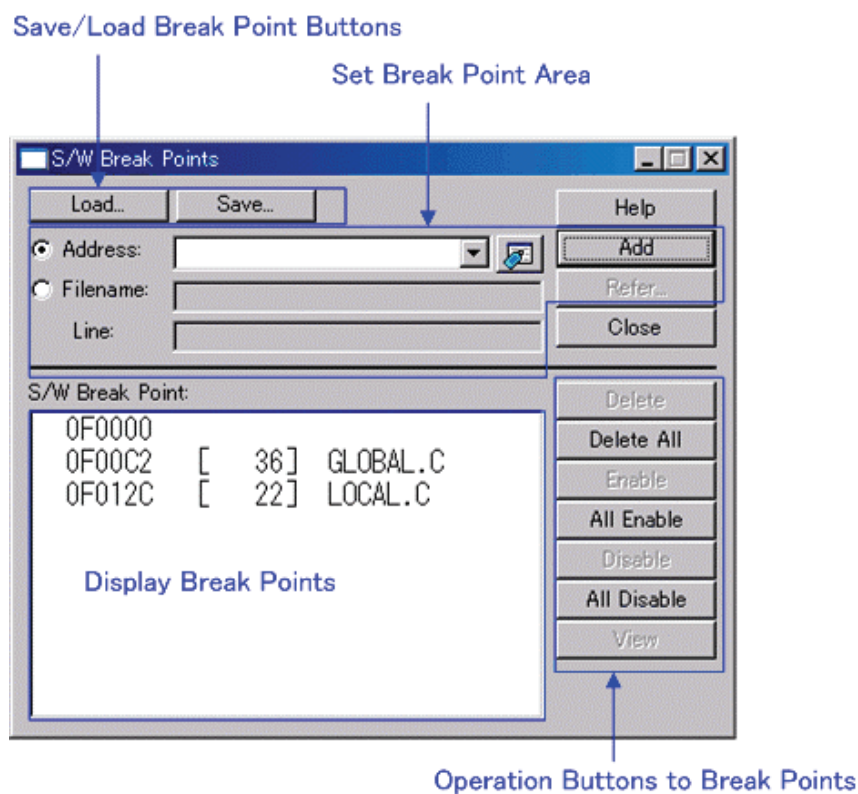 Save/Load Break Point Buttons
Set Break Point Area
S/W Break Points
Load...
Save...
Help
Address:
Add
Filename:
Refer...
Line:
Close
S/W Break Point:
Delete
0F0000
Delete All
0F00C2 [ 36] GLOBAL.C
Enable
0F012C [ 22] LOCAL.C
All Enable
Disable
Display Break Points
All Disable
View
Operation Buttons to Break Points